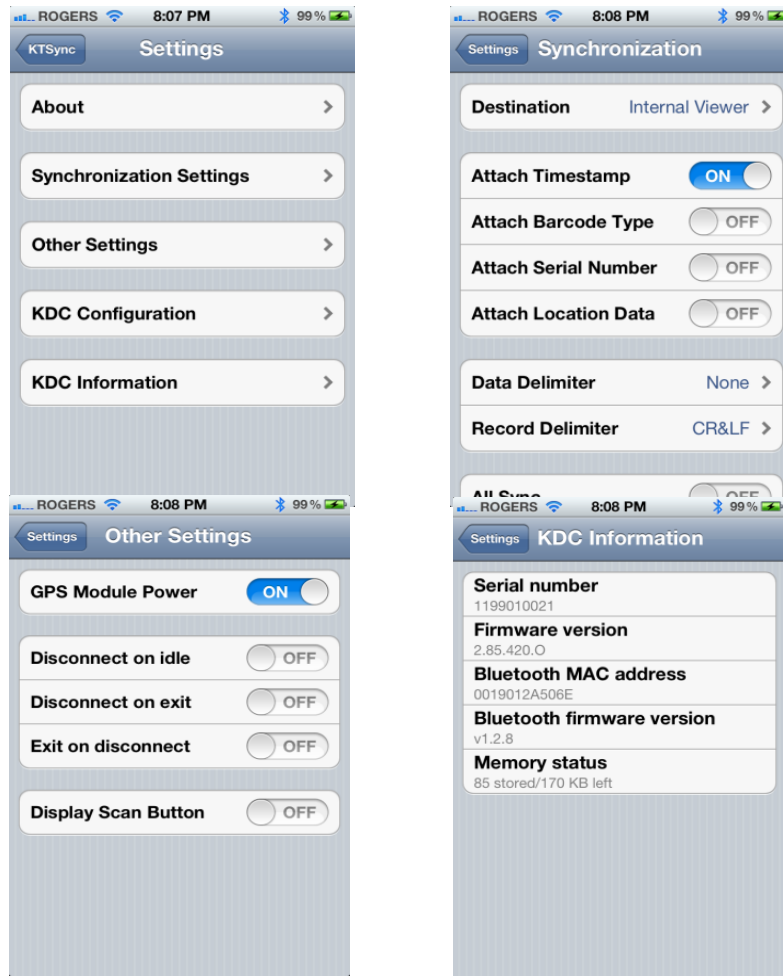 ROGERS 8:07 PM 99%
KTSync Settings
About
Synchronization Settings
Other Settings
KDC Configuration
KDC Information
ROGERS 8:08 PM 99%
Settings Synchronization
Destination Internal Viewer
Attach Timestamp ON
Attach Barcode Type OFF
Attach Serial Number OFF
Attach Location Data OFF
Data Delimiter None
Record Delimiter CR&LF
All Sync OFF
ROGERS 8:08 PM 99%
Settings Other Settings
GPS Module Power ON
Disconnect on idle OFF
Disconnect on exit OFF
Exit on disconnect OFF
Display Scan Button OFF
ROGERS 8:08 PM 99%
Settings KDC Information
Serial number
1199010021
Firmware version
2.85.420.O
Bluetooth MAC address
0019012A506E
Bluetooth firmware version
v1.2.8
Memory status
85 stored/170 KB left